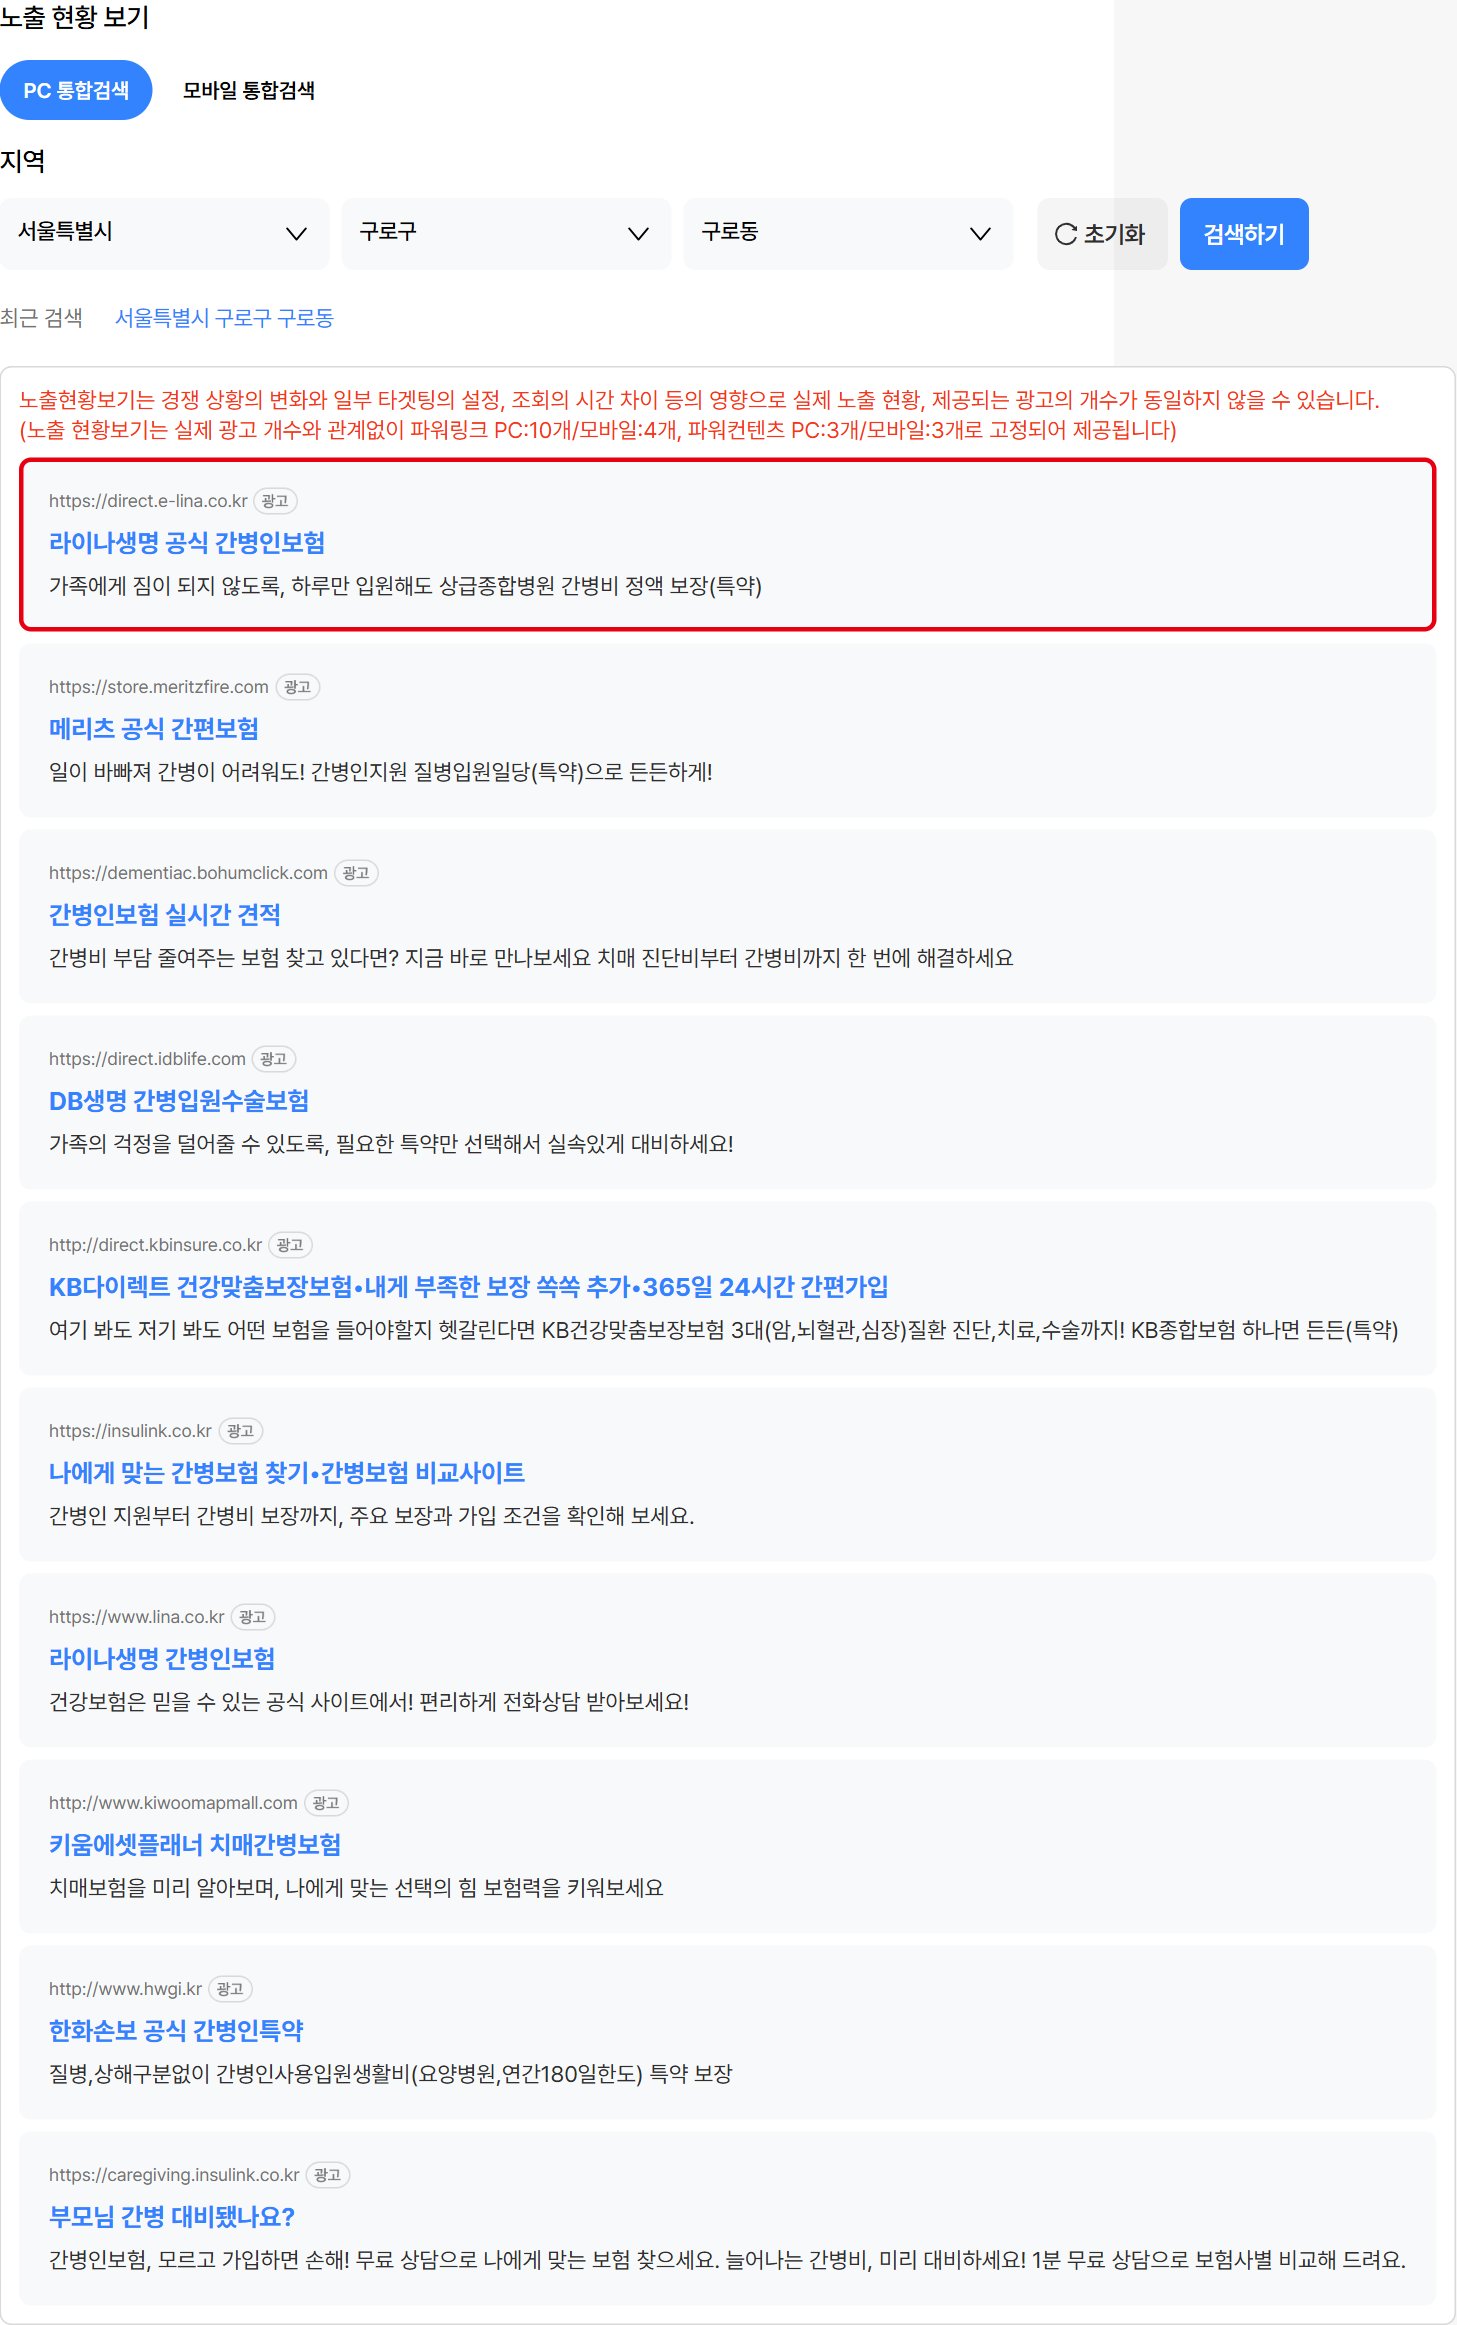 노출 현황 보기
PC 통합검색 모바일 통합검색
지역
서울특별시 구로구 구로동 초기화 검색하기
최근 검색 서울특별시 구로구 구로동
노출현황보기는 경쟁 상황의 변화와 일부 타겟팅의 설정, 조회의 시간 차이 등의 영향으로 실제 노출 현황, 제공되는 광고의 개수가 동일하지 않을 수 있습니다.
(노출 현황보기는 실제 광고 개수와 관계없이 파워링크 PC:10개/모바일:4개, 파워컨텐츠 PC:3개/모바일:3개로 고정되어 제공됩니다)
https://direct.e-lina.co.kr 광고
라이나생명 공식 간병인보험
가족에게 짐이 되지 않도록, 하루만 입원해도 상급종합병원 간병비 정액 보장(특약)
https://store.meritzfire.com 광고
메리츠 공식 간편보험
일이 바빠져 간병이 어려워도! 간병인지원 질병입원일당(특약)으로 든든하게!
https://dementiac.bohumclick.com 광고
간병인보험 실시간 견적
간병비 부담 줄여주는 보험 찾고 있다면? 지금 바로 만나보세요 치매 진단비부터 간병비까지 한 번에 해결하세요
https://direct.idblife.com 광고
DB생명 간병입원수술보험
가족의 걱정을 덜어줄 수 있도록, 필요한 특약만 선택해서 실속있게 대비하세요!
http://direct.kbinsure.co.kr 광고
KB다이렉트 건강맞춤보장보험•내게 부족한 보장 쏙쏙 추가•365일 24시간 간편가입
여기 봐도 저기 봐도 어떤 보험을 들어야할지 헷갈린다면 KB건강맞춤보장보험 3대(암,뇌혈관,심장)질환 진단,치료,수술까지! KB종합보험 하나면 든든(특약)
https://insulink.co.kr 광고
나에게 맞는 간병보험 찾기•간병보험 비교사이트
간병인 지원부터 간병비 보장까지, 주요 보장과 가입 조건을 확인해 보세요.
https://www.lina.co.kr 광고
라이나생명 간병인보험
건강보험은 믿을 수 있는 공식 사이트에서! 편리하게 전화상담 받아보세요!
http://www.kiwoomapmall.com 광고
키움에셋플래너 치매간병보험
치매보험을 미리 알아보며, 나에게 맞는 선택의 힘 보험력을 키워보세요
http://www.hwgi.kr 광고
한화손보 공식 간병인특약
질병,상해구분없이 간병인사용입원생활비(요양병원,연간180일한도) 특약 보장
https://caregiving.insulink.co.kr 광고
부모님 간병 대비됐나요?
간병인보험, 모르고 가입하면 손해! 무료 상담으로 나에게 맞는 보험 찾으세요. 늘어나는 간병비, 미리 대비하세요! 1분 무료 상담으로 보험사별 비교해 드려요.